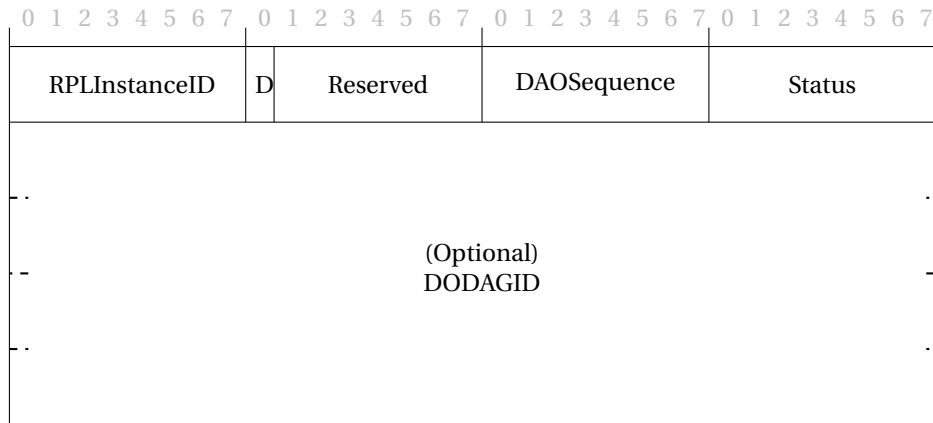 0 1 2 3 4 5 6 7 0 1 2 3 4 5 6 7 0 1 2 3 4 5 6 7 0 1 2 3 4 5 6 7
RPLInstanceID D Reserved DAOSequence Status
(Optional)
DODAGID